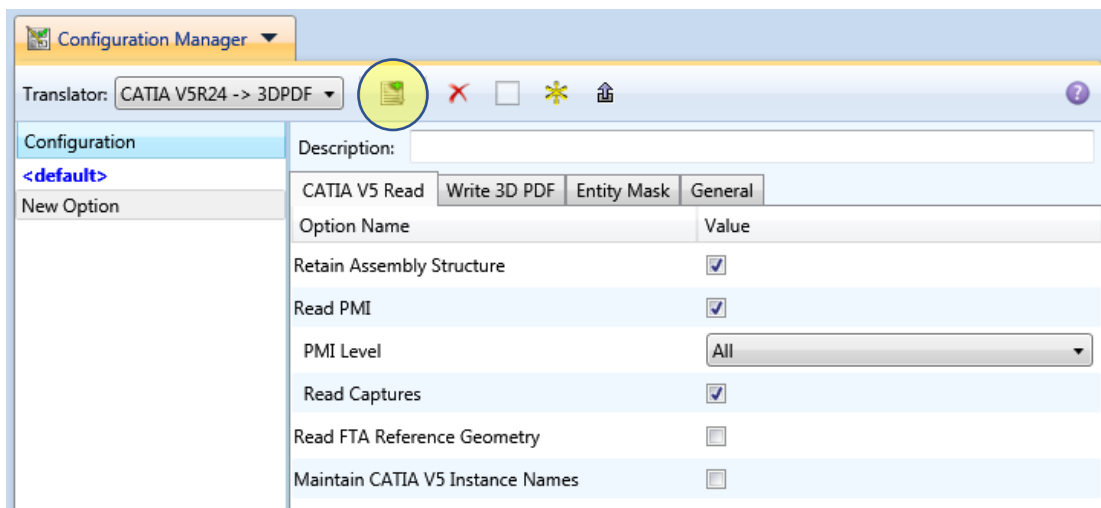 Configuration Manager
Translator: CATIA V5R24 -> 3DPDF
Configuration
<default>
New Option
Description:
CATIA V5 Read Write 3D PDF Entity Mask General
Option Name Value
Retain Assembly Structure
Read PMI
PMI Level All
Read Captures
Read FTA Reference Geometry
Maintain CATIA V5 Instance Names